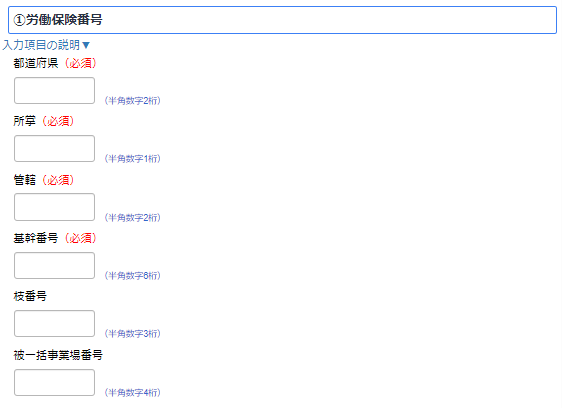 ①労働保険番号
入力項目の説明▼
都道府県（必須）
（半角数字2桁）
所掌（必須）
（半角数字1桁）
管轄（必須）
（半角数字2桁）
基幹番号（必須）
（半角数字6桁）
枝番号
（半角数字3桁）
被一括事業場番号
（半角数字4桁）